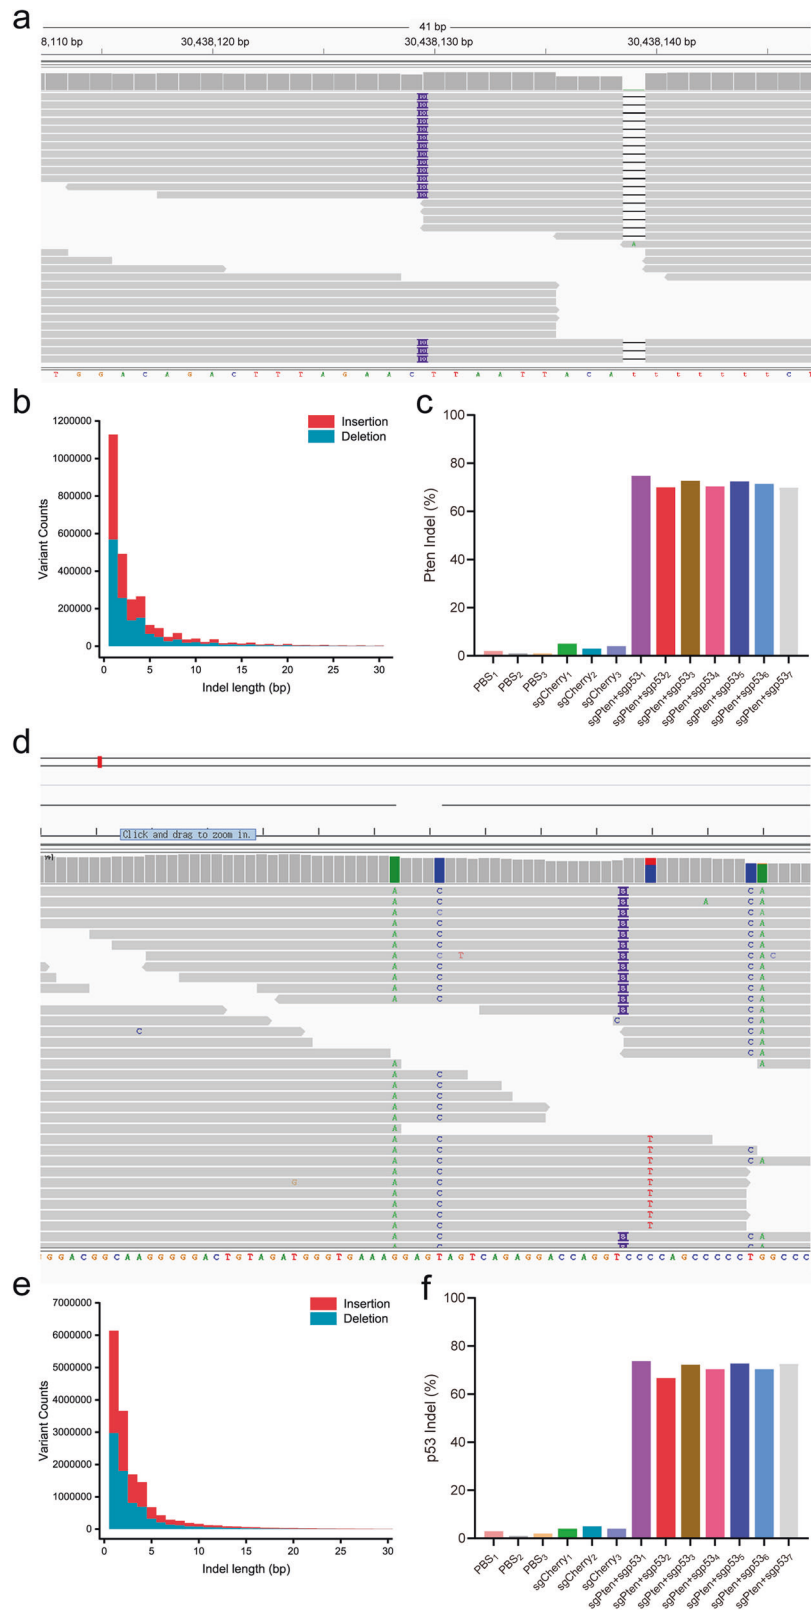 a
41 bp
8,110 bp 30,438,120 bp 30,438,130 bp 30,438,140 bp
A
T G G A C A G A C T T T A G A A C T T A A T T A C A t t t t t t t C T
b
Insertion
Deletion
Variant Counts
1200000
1000000
800000
600000
400000
200000
0
0 5 10 15 20 25 30
Indel length (bp)
c
Pten Indel (%)
100
80
60
40
20
0
PBS₁ PBS₂ PBS₃ sgCherry₁ sgCherry₂ sgCherry₃ sgPten+sgp53₁ sgPten+sgp53₂ sgPten+sgp53₃ sgPten+sgp53₄ sgPten+sgp53₅ sgPten+sgp53₆ sgPten+sgp53₇
d
Click and drag to zoom in.
A C C A
A C A C A
A C C A
A C C A
A C C A
A C C A
A C T C A C
A C C A
A C C A
A C C A
A C C A
C A
C C A
C C A
C A
C A
A A
A C
A C
A C
A C
A C
A
A C T
A C T C
A C T C A
A C T
G A C T
A C T
A C T
A C T
A C T
A C C A
A C C A
G G A C G G C A A G G G G G A C T G T A G A T G G G T G A A A G G A G T A G T C A G A G G A C C A G G T C C C C A G C C C C C T G G C C C
e
Insertion
Deletion
Variant Counts
7000000
6000000
5000000
4000000
3000000
2000000
1000000
0
0 5 10 15 20 25 30
Indel length (bp)
f
p53 Indel (%)
100
80
60
40
20
0
PBS₁ PBS₂ PBS₃ sgCherry₁ sgCherry₂ sgCherry₃ sgPten+sgp53₁ sgPten+sgp53₂ sgPten+sgp53₃ sgPten+sgp53₄ sgPten+sgp53₅ sgPten+sgp53₆ sgPten+sgp53₇